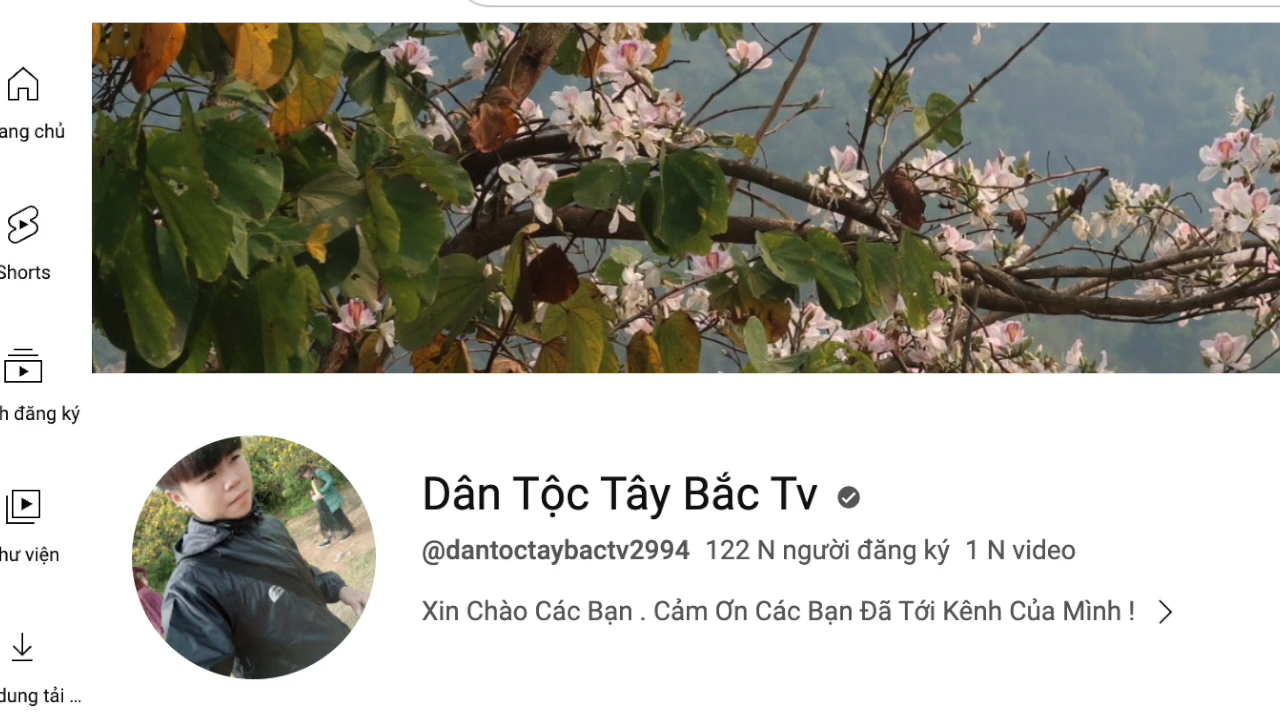 ang chủ
Shorts
h đăng ký
hư viện
dung tải ...
Dân Tộc Tây Bắc Tv
@dantoctaybactv2994 122 N người đăng ký 1 N video
Xin Chào Các Bạn . Cảm Ơn Các Bạn Đã Tới Kênh Của Mình !